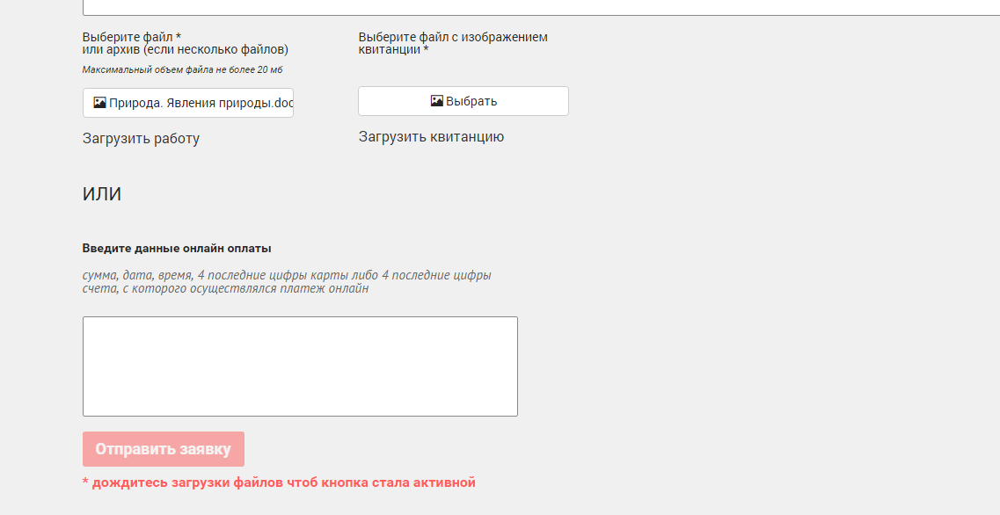 Выберите файл *
или архив (если несколько файлов)
Максимальный объем файла не более 20 мб
Природа. Явления природы.doc
Загрузить работу
Выберите файл с изображением
квитанции *
Выбрать
Загрузить квитанцию
ИЛИ
Введите данные онлайн оплаты
сумма, дата, время, 4 последние цифры карты либо 4 последние цифры
счета, с которого осуществлялся платеж онлайн
Отправить заявку
* дождитесь загрузки файлов чтоб кнопка стала активной